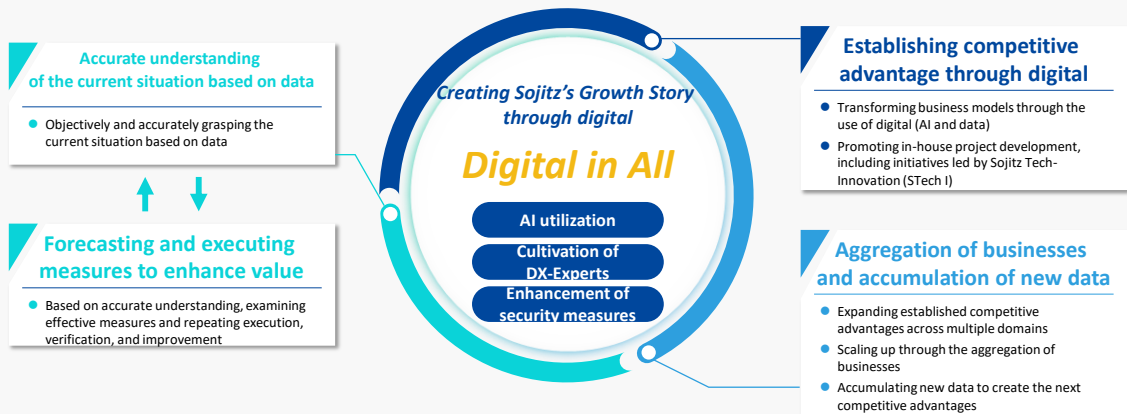 Accurate understanding
of the current situation based on data
Objectively and accurately grasping the
current situation based on data
Forecasting and executing
measures to enhance value
Based on accurate understanding, examining
effective measures and repeating execution,
verification, and improvement
Creating Sojitz's Growth Story
through digital
Digital in All
AI utilization
Cultivation of
DX-Experts
Enhancement of
security measures
Establishing competitive
advantage through digital
Transforming business models through the
use of digital (AI and data)
Promoting in-house project development,
including initiatives led by Sojitz Tech-
Innovation (STech I)
Aggregation of businesses
and accumulation of new data
Expanding established competitive
advantages across multiple domains
Scaling up through the aggregation of
businesses
Accumulating new data to create the next
competitive advantages